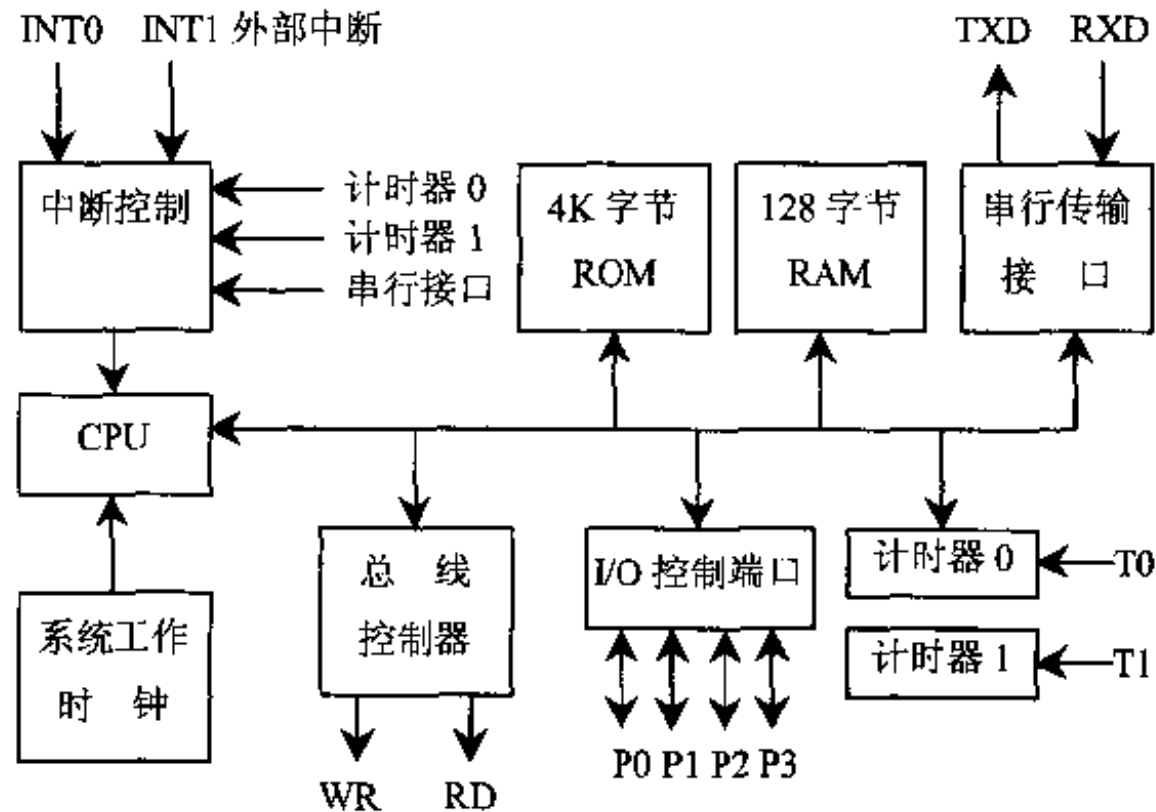 INT0 INT1 外部中断
TXD RXD
中断控制
计时器 0
计时器 1
串行接口
4K 字节
ROM
128 字节
RAM
串行传输
接 口
CPU
系统工作
时 钟
总 线
控制器
WR RD
I/O 控制端口
P0 P1 P2 P3
计时器 0
T0
计时器 1
T1